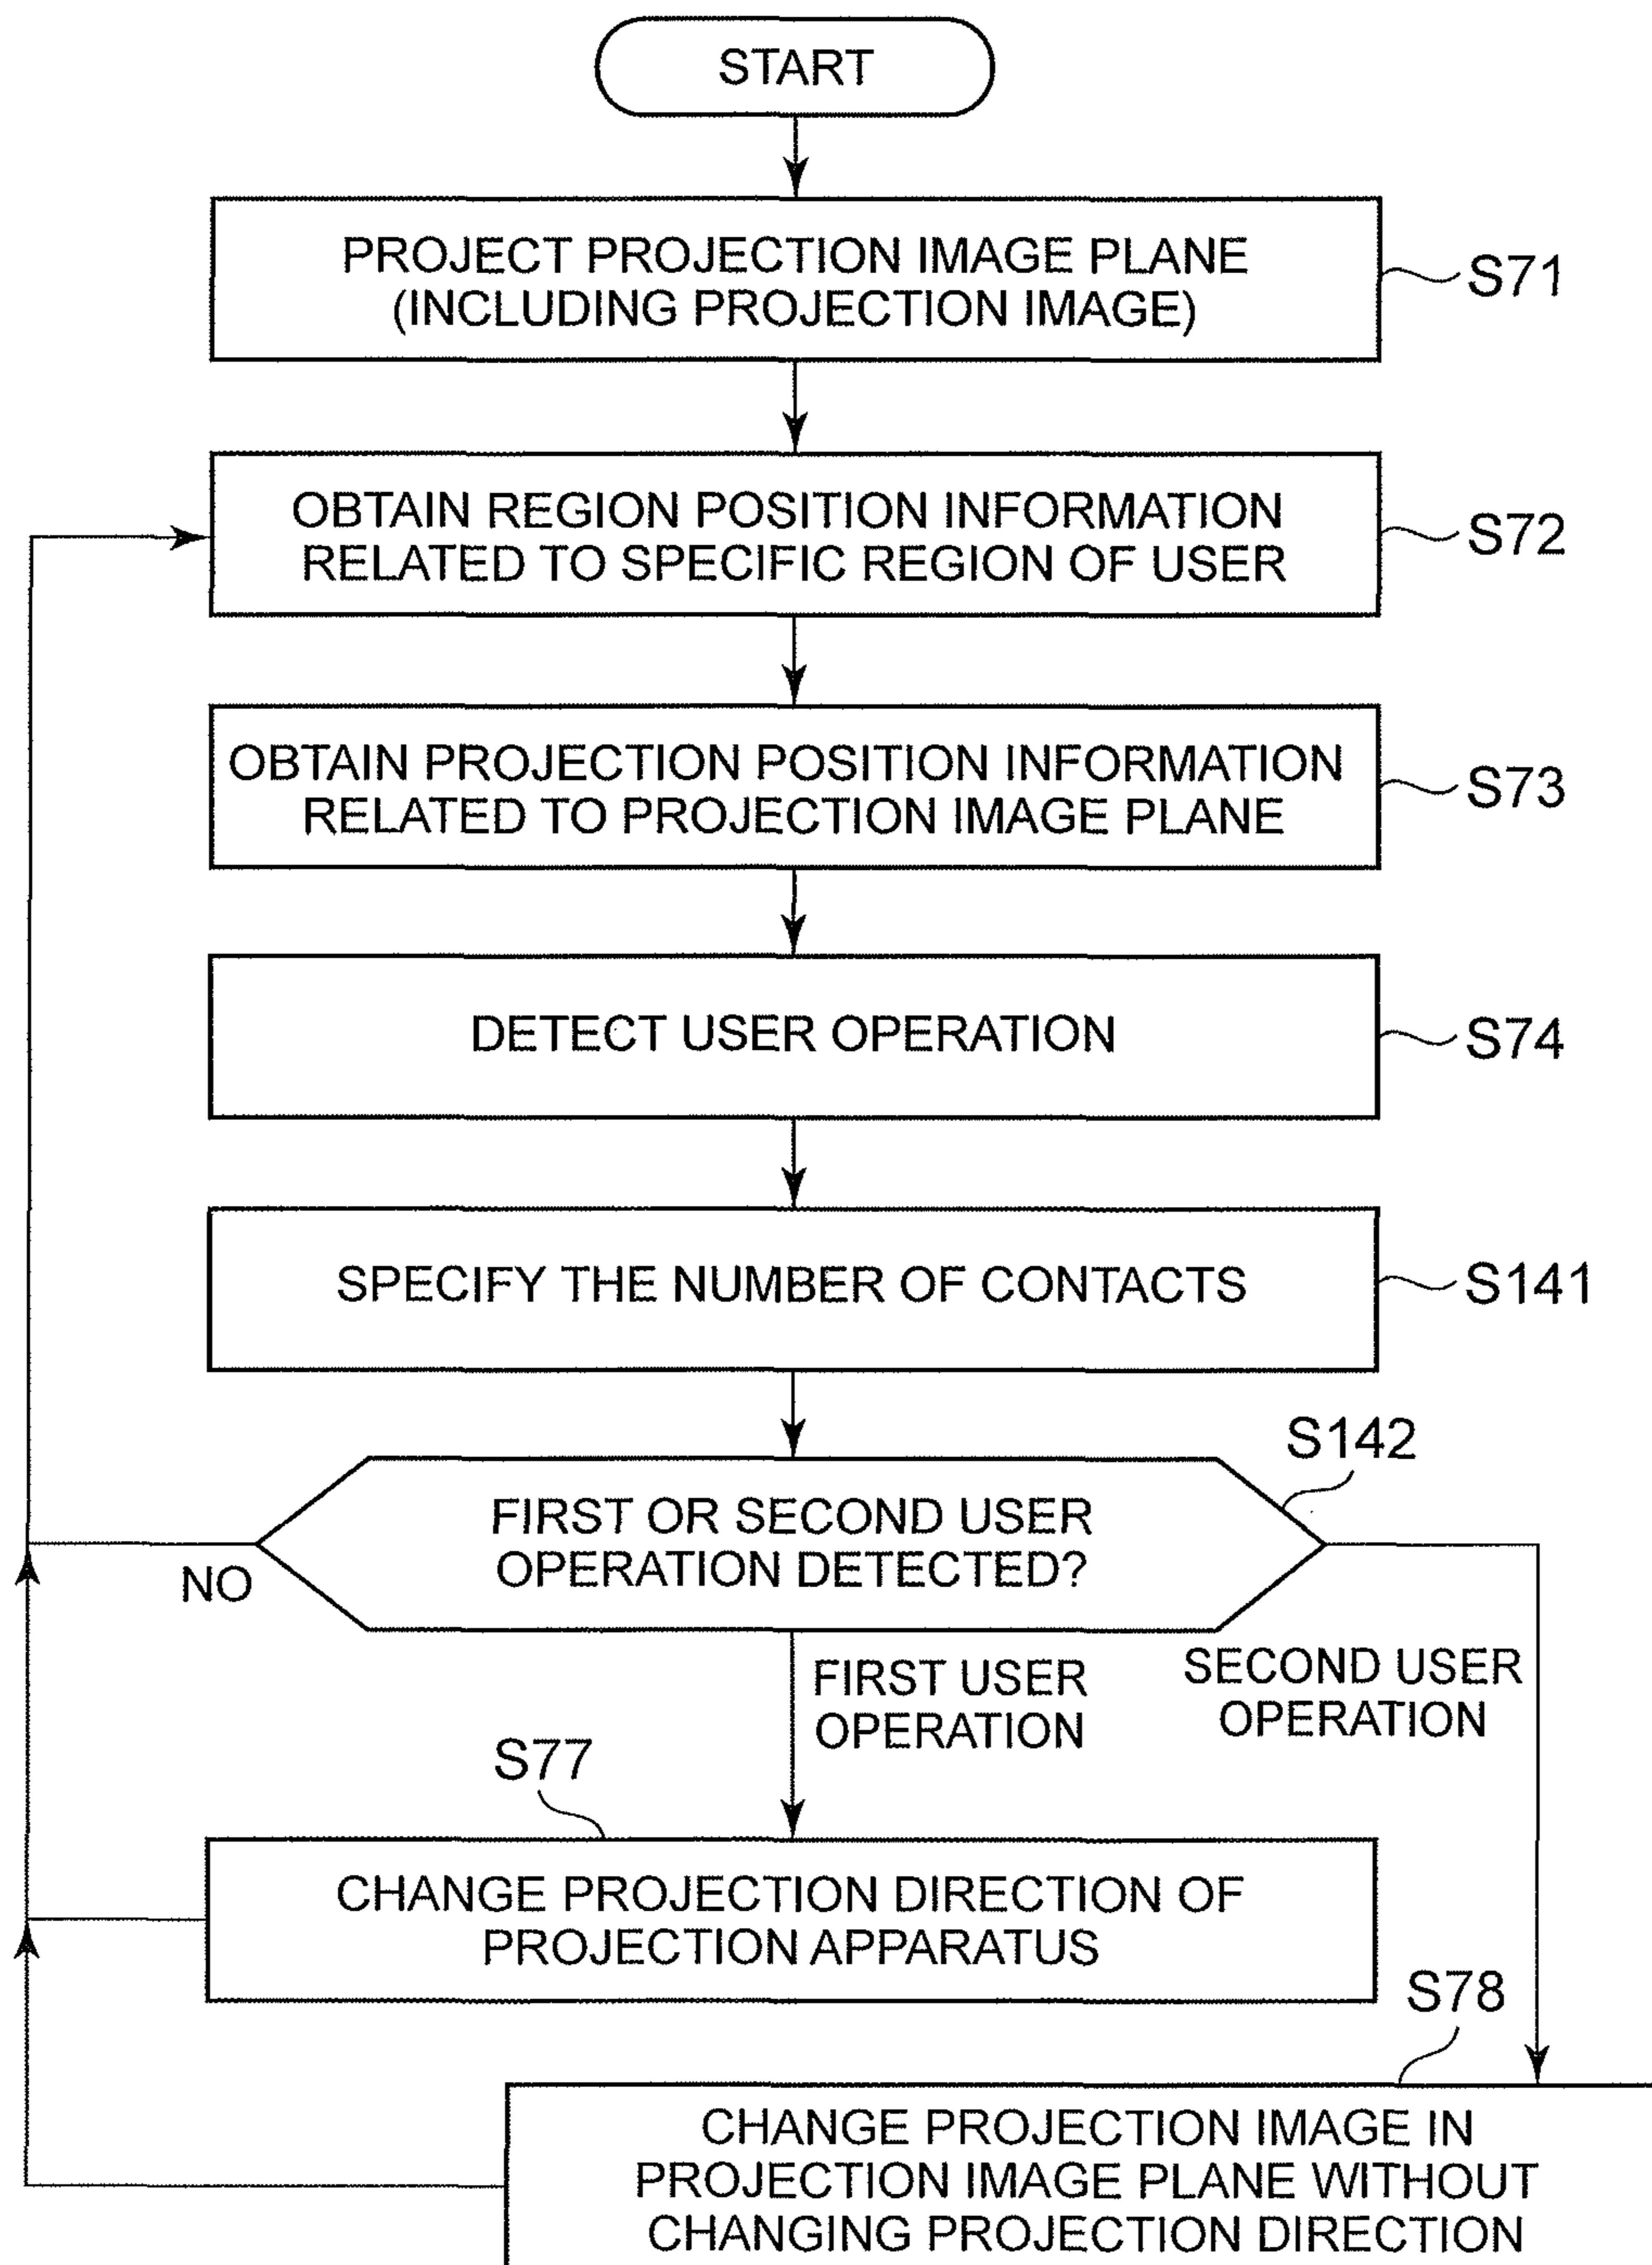 START
PROJECT PROJECTION IMAGE PLANE
(INCLUDING PROJECTION IMAGE)
S71
OBTAIN REGION POSITION INFORMATION
RELATED TO SPECIFIC REGION OF USER
S72
OBTAIN PROJECTION POSITION INFORMATION
RELATED TO PROJECTION IMAGE PLANE
S73
DETECT USER OPERATION
S74
SPECIFY THE NUMBER OF CONTACTS
S141
S142
FIRST OR SECOND USER
OPERATION DETECTED?
NO
FIRST USER
OPERATION
SECOND USER
OPERATION
S77
CHANGE PROJECTION DIRECTION OF
PROJECTION APPARATUS
S78
CHANGE PROJECTION IMAGE IN
PROJECTION IMAGE PLANE WITHOUT
CHANGING PROJECTION DIRECTION